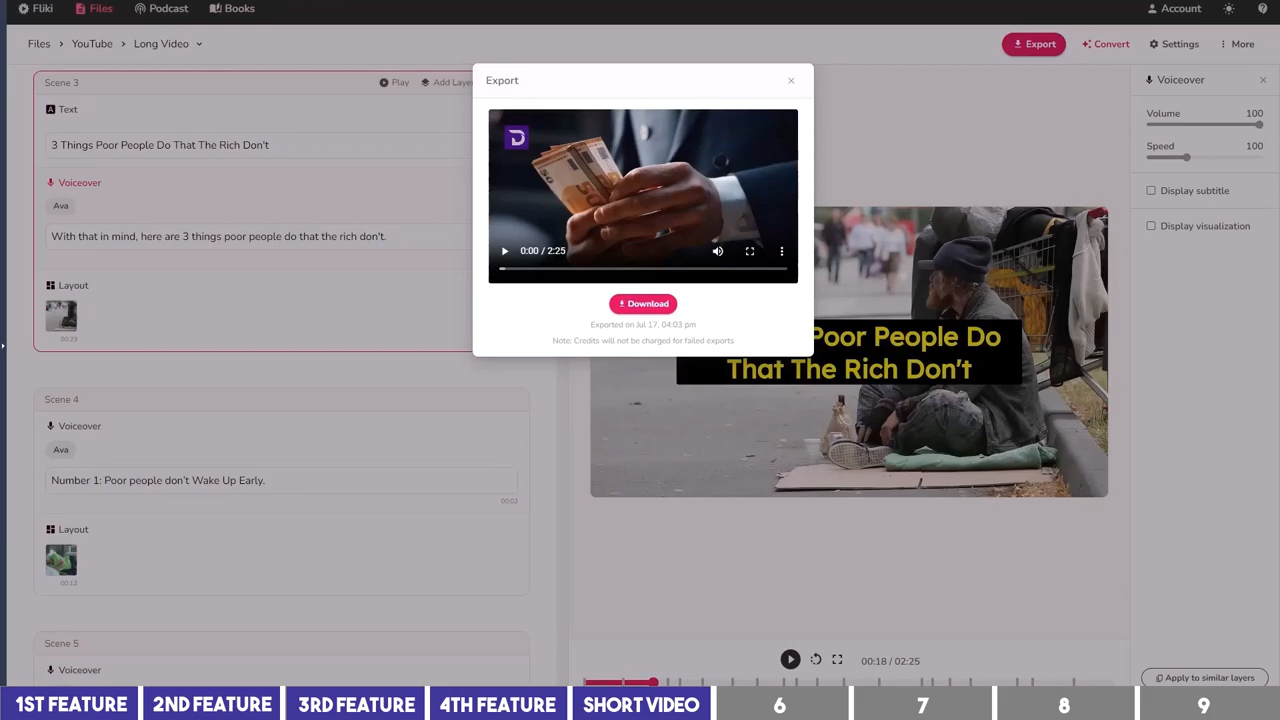 Fliki
Files
Podcast
Books
Account
Files > YouTube > Long Video
Export
Convert
Settings
More
Scene 3
Play
Text
3 Things Poor People Do That The Rich Don't
Voiceover
Ava
With that in mind, here are 3 things poor people do that the rich don't.
Layout
00:23
Scene 4
Voiceover
Ava
Number 1: Poor people don't Wake Up Early.
Layout
00:12
Scene 5
Voiceover
Export
D
50
0:00 / 2:25
Download
Exported on Jul 17, 04:03 pm
Note: Credits will not be charged for failed exports
Poor People Do
That The Rich Don't
00:18 / 02:25
Voiceover
Volume 100
Speed 100
Display subtitle
Display visualization
Apply to similar layers
1ST FEATURE
2ND FEATURE
3RD FEATURE
4TH FEATURE
SHORT VIDEO
6
7
8
9